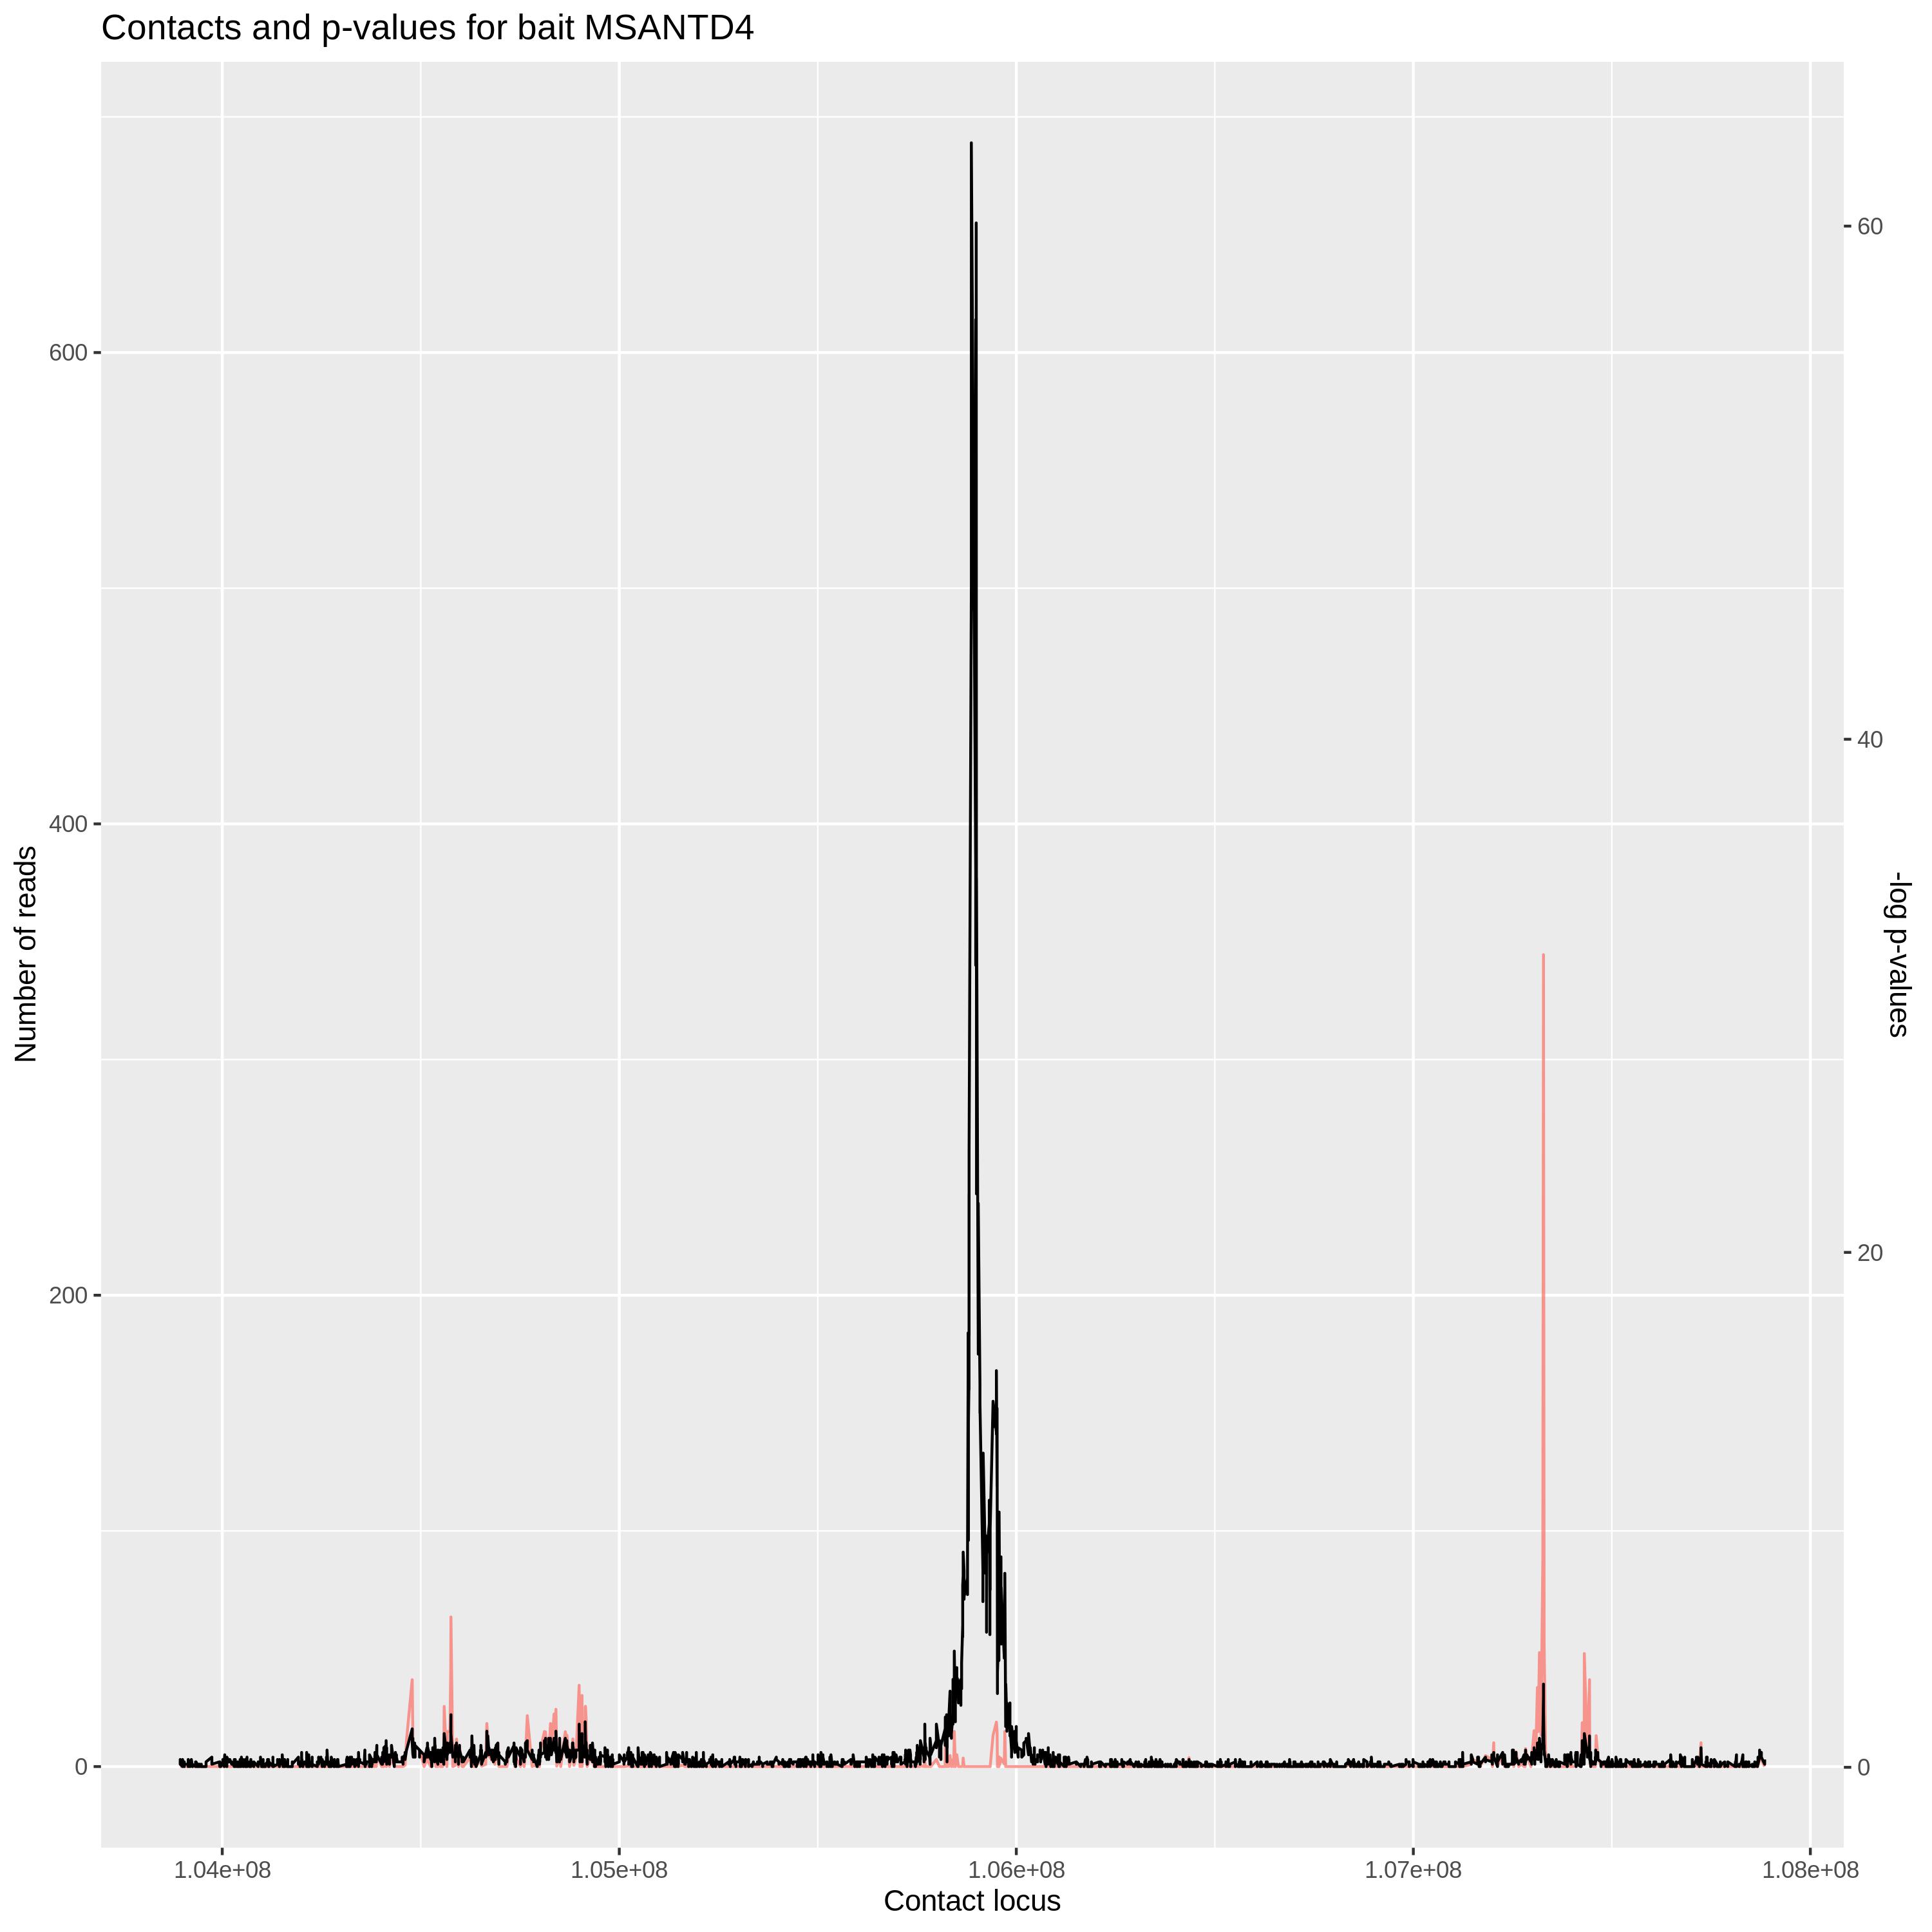 Contacts and p-values for bait MSANTD4
Number of reads
600
400
200
0
60
40
20
0
-log p-values
1.04e+08 1.05e+08 1.06e+08 1.07e+08 1.08e+08
Contact locus